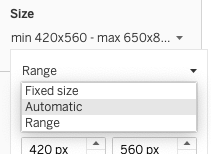 Size
min 420x560 - max 650x8...
Range
Fixed size
Automatic
Range
420 px 560 px